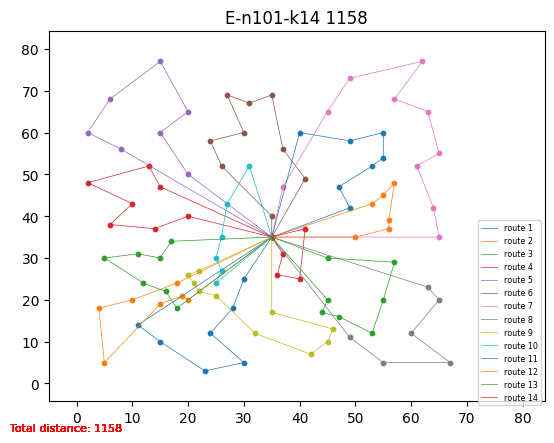 E-n101-k14 1158
80
70
60
50
40
30
20
10
0
0 10 20 30 40 50 60 70 80
route 1
route 2
route 3
route 4
route 5
route 6
route 7
route 8
route 9
route 10
route 11
route 12
route 13
route 14
Total distance: 1158